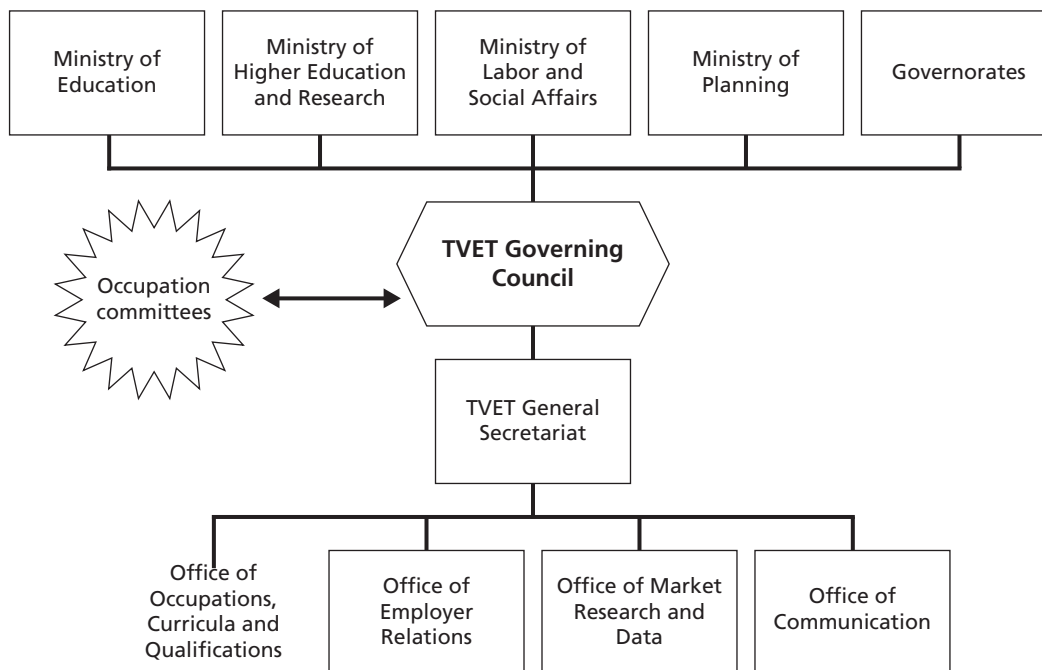 Ministry of
Education
Ministry of
Higher Education
and Research
Ministry of
Labor and
Social Affairs
Ministry of
Planning
Governorates
TVET Governing
Council
Occupation
committees
TVET General
Secretariat
Office of
Occupations,
Curricula and
Qualifications
Office of
Employer
Relations
Office of Market
Research and
Data
Office of
Communication